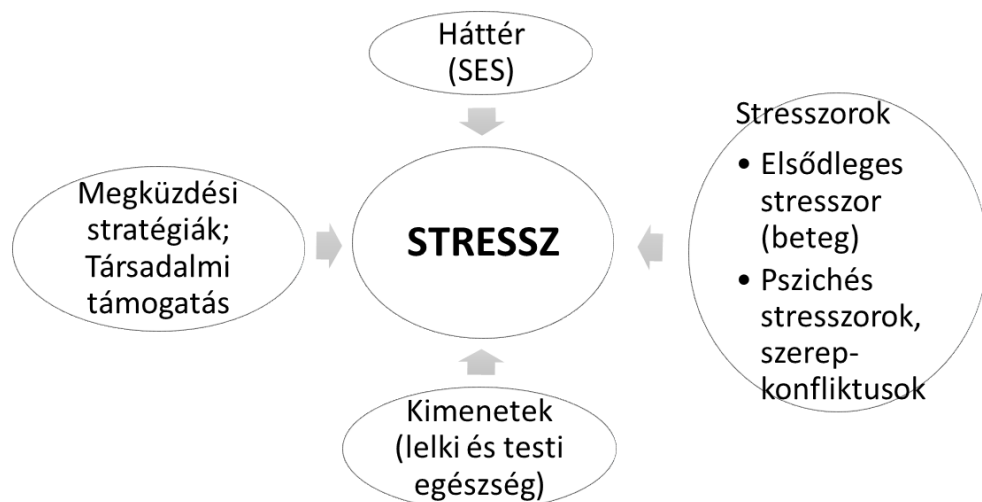 Háttér
(SES)
Megküzdési
stratégiák;
Társadalmi
támogatás
STRESSZ
Stresszorok
• Elsődleges
stresszor
(beteg)
• Pszichés
stresszorok,
szerep-
konfliktusok
Kimenetek
(lelki és testi
egészség)